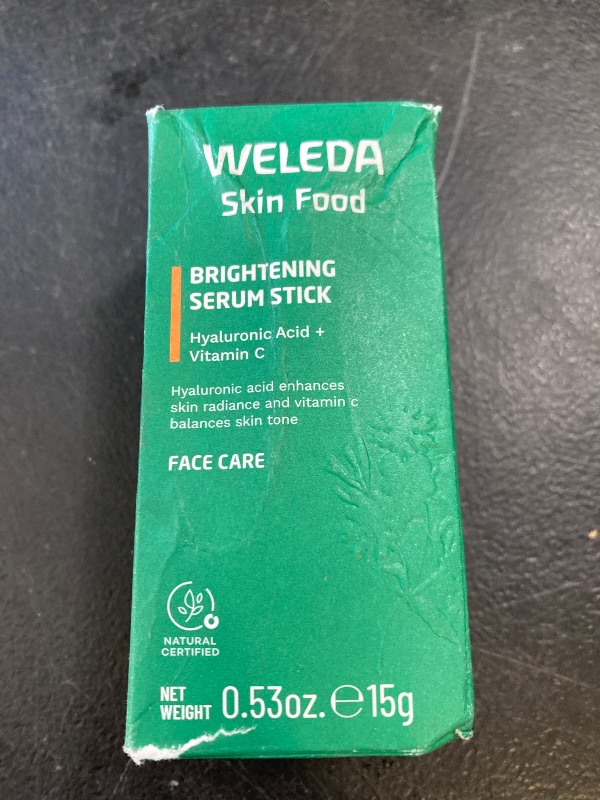 WELEDA
Skin Food
BRIGHTENING
SERUM STICK
Hyaluronic Acid +
Vitamin C
Hyaluronic acid enhances
skin radiance and vitamin c
balances skin tone
FACE CARE
NATURAL
CERTIFIED
NET
WEIGHT 0.53oz. ℮ 15g